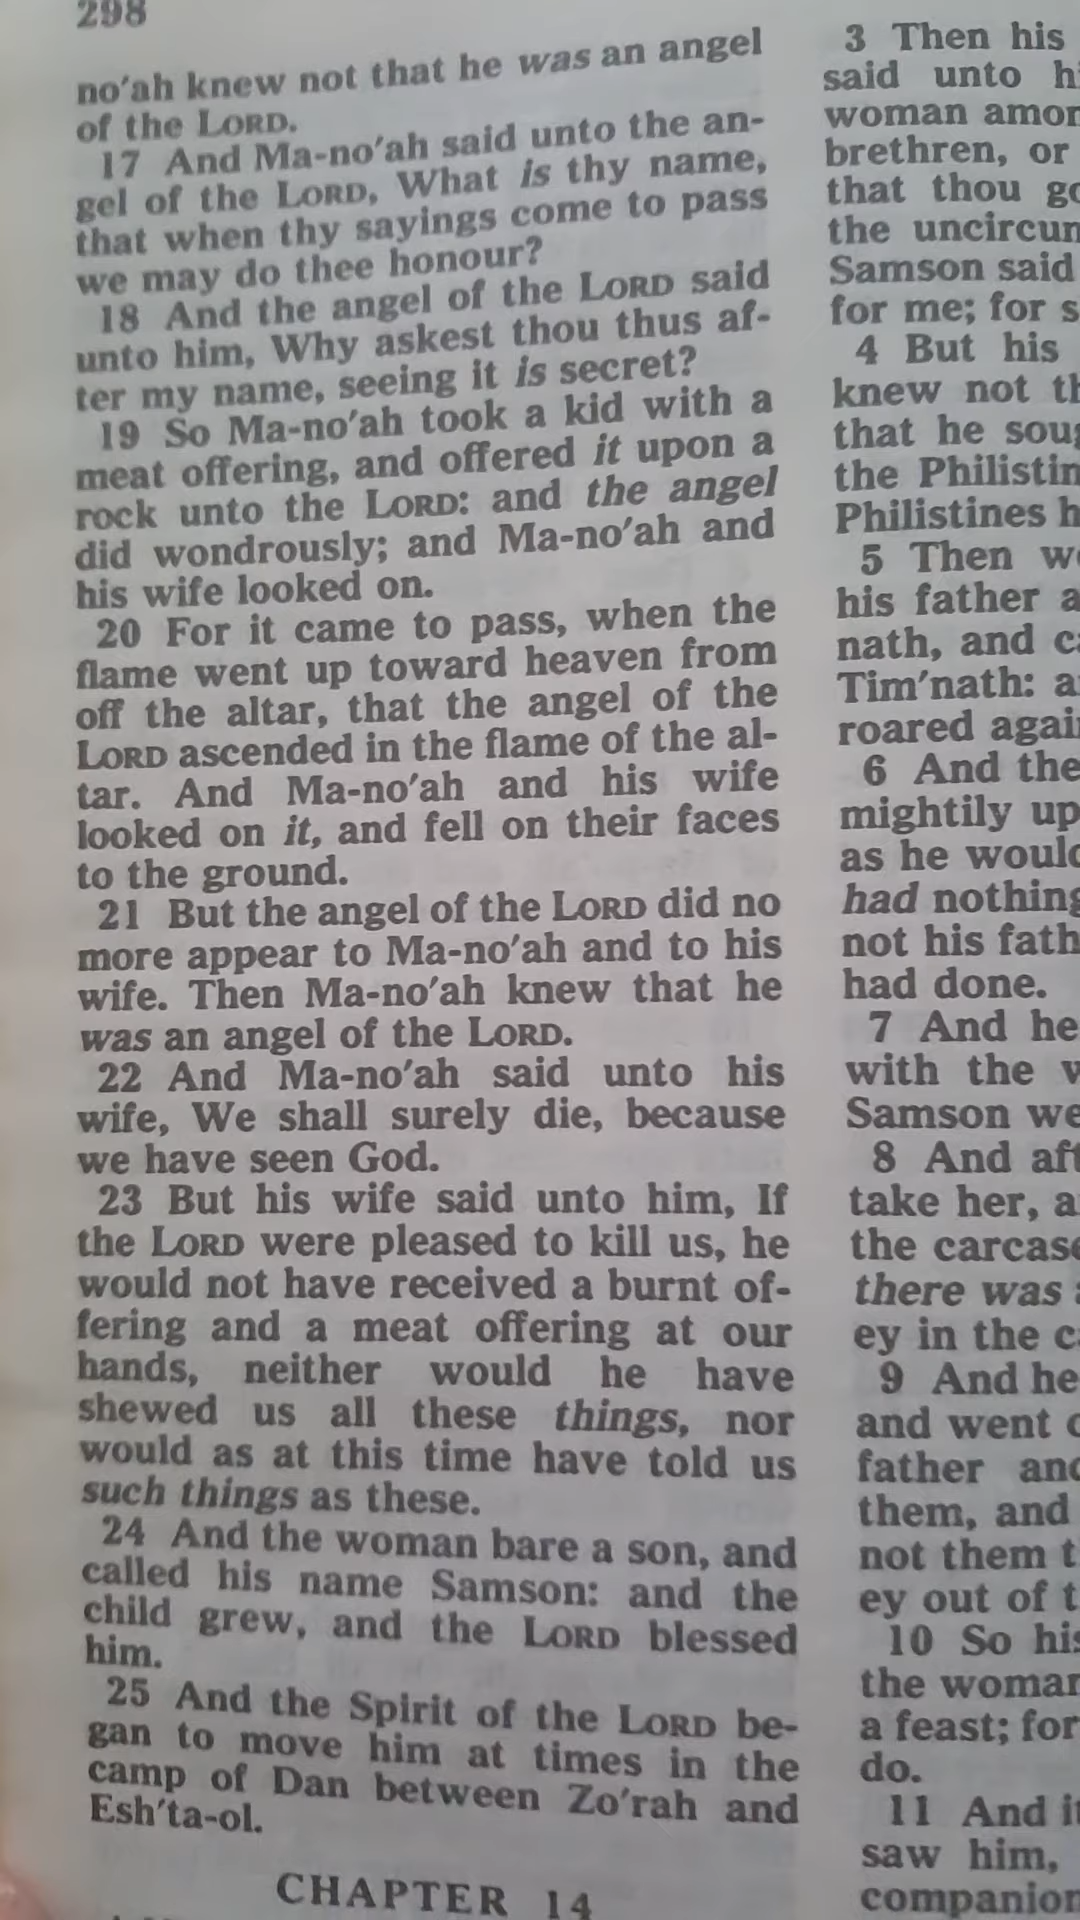 298
no'ah knew not that he was an angel
of the LORD.
17 And Ma-no'ah said unto the an-
gel of the LORD, What is thy name,
that when thy sayings come to pass
we may do thee honour?
18 And the angel of the LORD said
unto him, Why askest thou thus af-
ter my name, seeing it is secret?
19 So Ma-no'ah took a kid with a
meat offering, and offered it upon a
rock unto the LORD: and the angel
did wondrously; and Ma-no'ah and
his wife looked on.
20 For it came to pass, when the
flame went up toward heaven from
off the altar, that the angel of the
LORD ascended in the flame of the al-
tar. And Ma-no'ah and his wife
looked on it, and fell on their faces
to the ground.
21 But the angel of the LORD did no
more appear to Ma-no'ah and to his
wife. Then Ma-no'ah knew that he
was an angel of the LORD.
22 And Ma-no'ah said unto his
wife, We shall surely die, because
we have seen God.
23 But his wife said unto him, If
the LORD were pleased to kill us, he
would not have received a burnt of-
fering and a meat offering at our
hands, neither would he have
shewed us all these things, nor
would as at this time have told us
such things as these.
24 And the woman bare a son, and
called his name Samson: and the
child grew, and the LORD blessed
him.
25 And the Spirit of the LORD be-
gan to move him at times in the
camp of Dan between Zo'rah and
Esh'ta-ol.
CHAPTER 14
3 Then his
said unto
woman
brethren, or
that thou
the
Samson said
for me; for
4 But his
knew not
that he
the
Philistines
5 Then
his father
nath, and
Tim'nath:
roared
6 And the
mightily
as he
had nothing
not his
had done.
7 And he
with the
Samson
8 And
take her,
the
there was
ey in the
9 And he
and went
father
them, and
not them
ey out of
10 So his
the
a feast; for
do.
11 And
saw him,